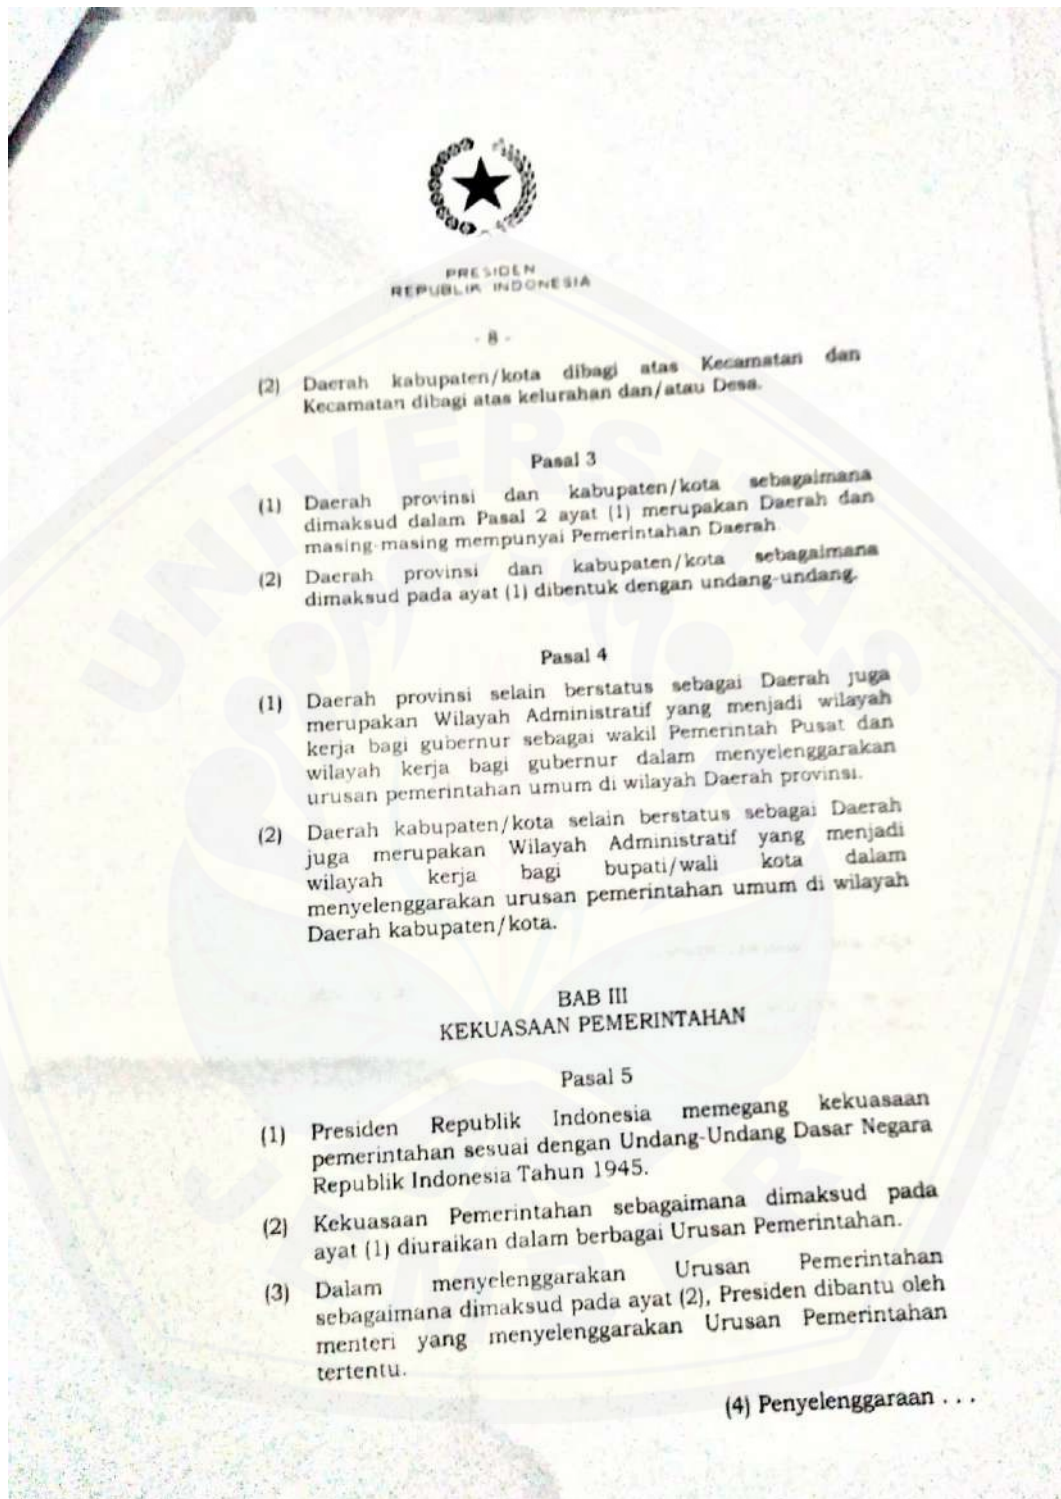 PRESIDEN
REPUBLIK INDONESIA
- 8 -
(2) Daerah kabupaten/kota dibagi atas Kecamatan dan
Kecamatan dibagi atas kelurahan dan/atau Desa.
Pasal 3
(1) Daerah provinsi dan kabupaten/kota sebagaimana
dimaksud dalam Pasal 2 ayat (1) merupakan Daerah dan
masing-masing mempunyai Pemerintahan Daerah.
(2) Daerah provinsi dan kabupaten/kota sebagaimana
dimaksud pada ayat (1) dibentuk dengan undang-undang.
Pasal 4
(1) Daerah provinsi selain berstatus sebagai Daerah juga
merupakan Wilayah Administratif yang menjadi wilayah
kerja bagi gubernur sebagai wakil Pemerintah Pusat dan
wilayah kerja bagi gubernur dalam menyelenggarakan
urusan pemerintahan umum di wilayah Daerah provinsi.
(2) Daerah kabupaten/kota selain berstatus sebagai Daerah
juga merupakan Wilayah Administratif yang menjadi
wilayah kerja bagi bupati/wali kota dalam
menyelenggarakan urusan pemerintahan umum di wilayah
Daerah kabupaten/kota.
BAB III
KEKUASAAN PEMERINTAHAN
Pasal 5
(1) Presiden Republik Indonesia memegang kekuasaan
pemerintahan sesuai dengan Undang-Undang Dasar Negara
Republik Indonesia Tahun 1945.
(2) Kekuasaan Pemerintahan sebagaimana dimaksud pada
ayat (1) diuraikan dalam berbagai Urusan Pemerintahan.
(3) Dalam menyelenggarakan Urusan Pemerintahan
sebagaimana dimaksud pada ayat (2), Presiden dibantu oleh
menteri yang menyelenggarakan Urusan Pemerintahan
tertentu.
(4) Penyelenggaraan . . .
UNIVERSITAS
JEMBER